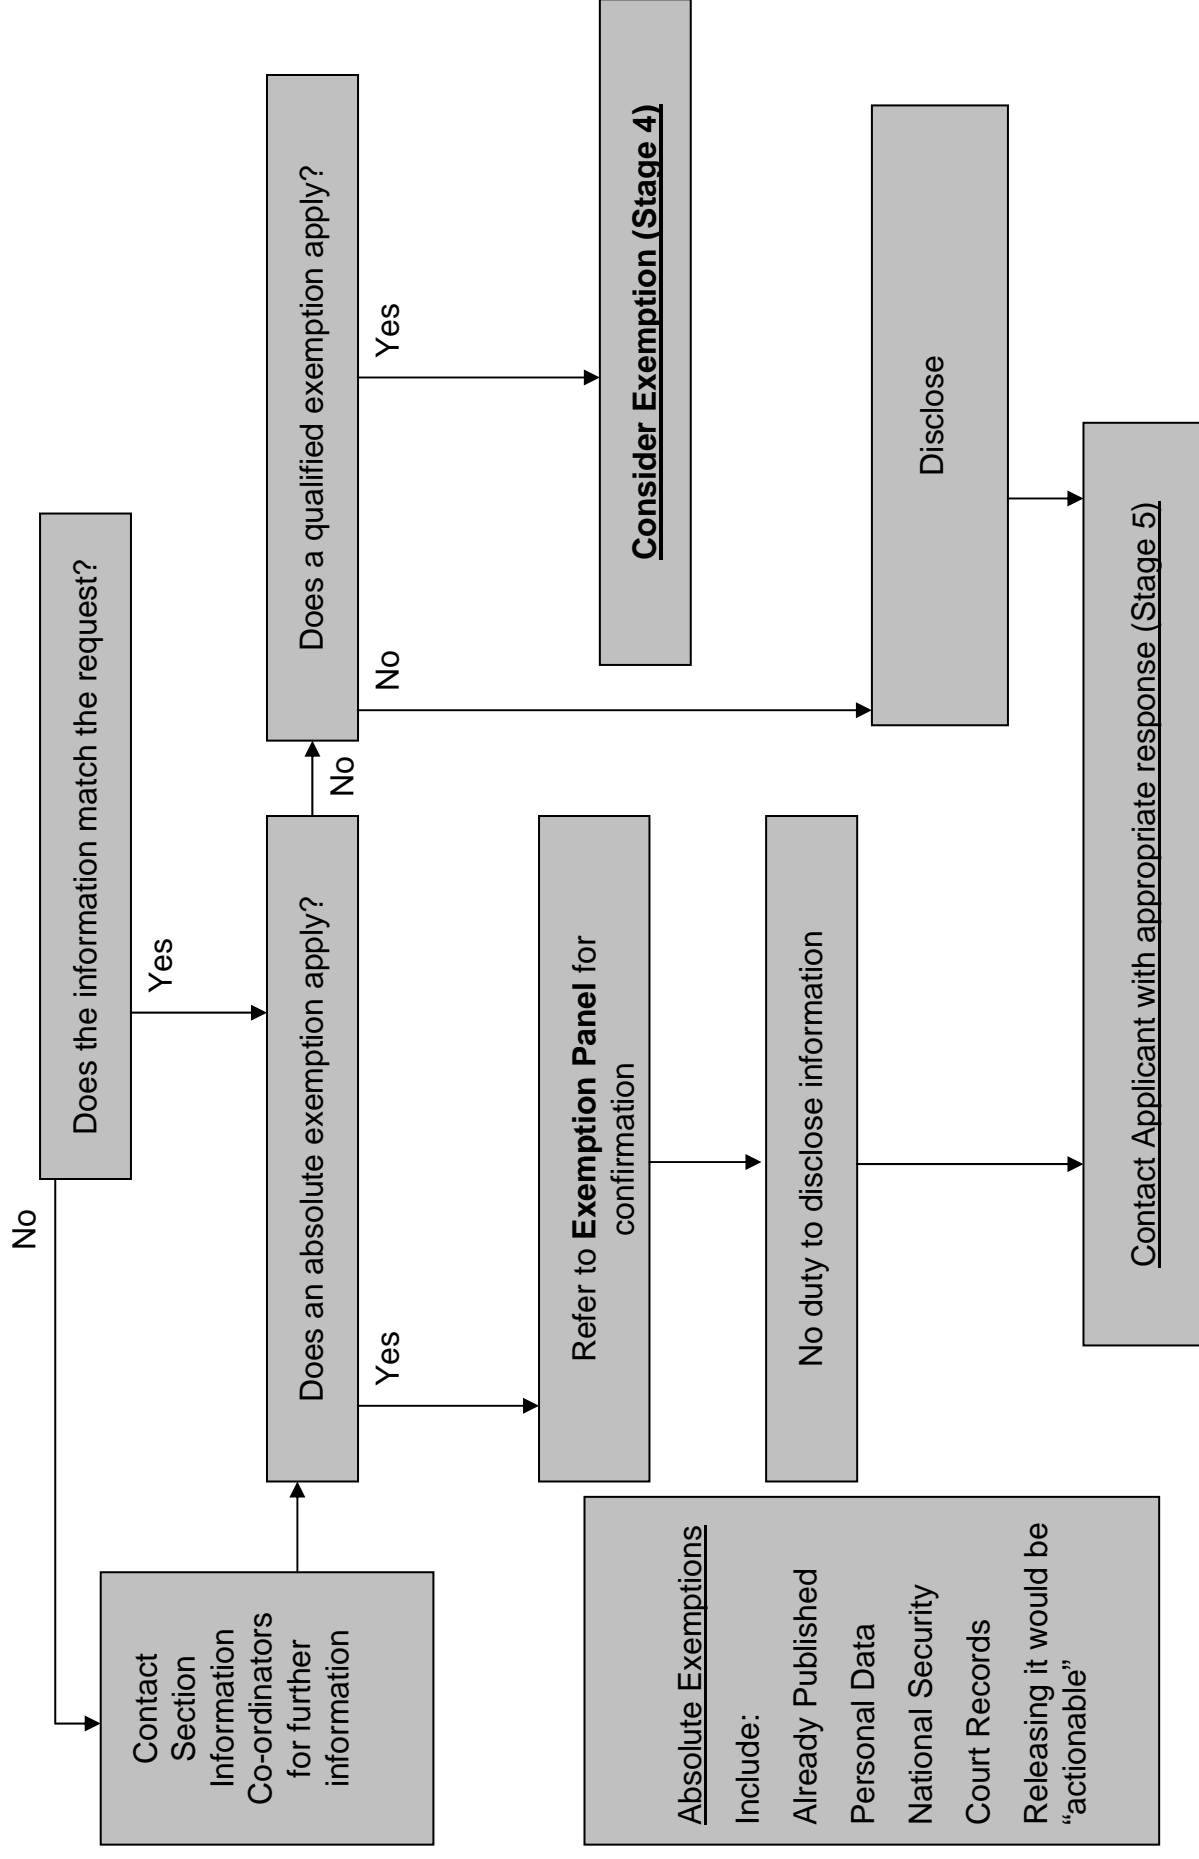 Does the information match the request?
No
Yes
Contact
Section
Information
Co-ordinators
for further
information
Does an absolute exemption apply?
No
Does a qualified exemption apply?
Yes
No
Yes
Refer to Exemption Panel for
confirmation
Consider Exemption (Stage 4)
Absolute Exemptions
Include:
Already Published
Personal Data
National Security
Court Records
Releasing it would be
“actionable”
No duty to disclose information
Disclose
Contact Applicant with appropriate response (Stage 5)